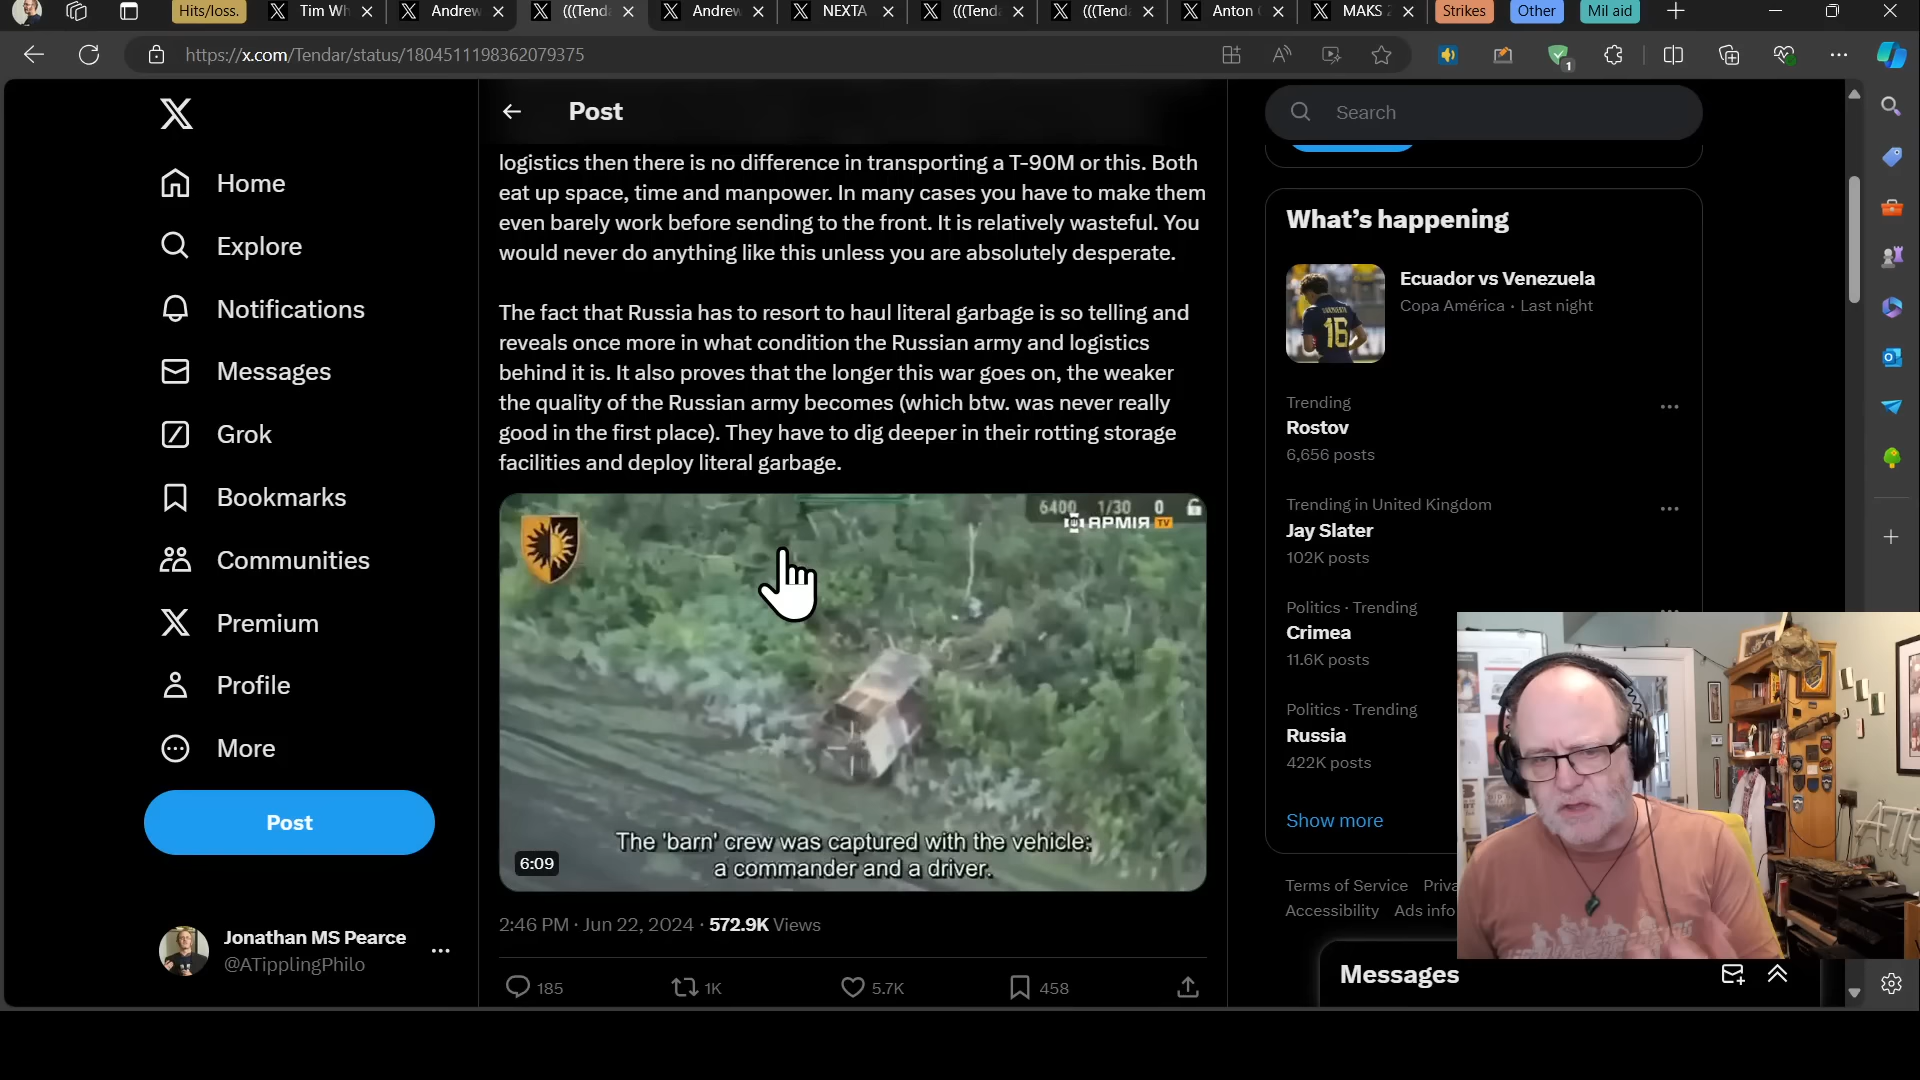 Hits/loss.
Tim Wh
Andrew
(((Tend
Andrew
NEXTA
(((Tend
(((Tend
Anton
MAKS
Strikes
Other
Mil aid
https://x.com/Tendar/status/1804511198362079375
1
Home
Explore
Notifications
Messages
Grok
Bookmarks
Communities
Premium
Profile
More
Post
Jonathan MS Pearce
@ATipplingPhilo
Post
logistics then there is no difference in transporting a T-90M or this. Both
eat up space, time and manpower. In many cases you have to make them
even barely work before sending to the front. It is relatively wasteful. You
would never do anything like this unless you are absolutely desperate.
The fact that Russia has to resort to haul literal garbage is so telling and
reveals once more in what condition the Russian army and logistics
behind it is. It also proves that the longer this war goes on, the weaker
the quality of the Russian army becomes (which btw. was never really
good in the first place). They have to dig deeper in their rotting storage
facilities and deploy literal garbage.
6400 1/30 0
АРМІЯ TV
The 'barn' crew was captured with the vehicle:
a commander and a driver.
6:09
2:46 PM · Jun 22, 2024 · 572.9K Views
185
1K
5.7K
458
Search
What's happening
Ecuador vs Venezuela
Copa América · Last night
16
Trending
Rostov
6,656 posts
Trending in United Kingdom
Jay Slater
102K posts
Politics · Trending
Crimea
11.6K posts
Politics · Trending
Russia
422K posts
Show more
Terms of Service
Accessibility Ads info
Messages